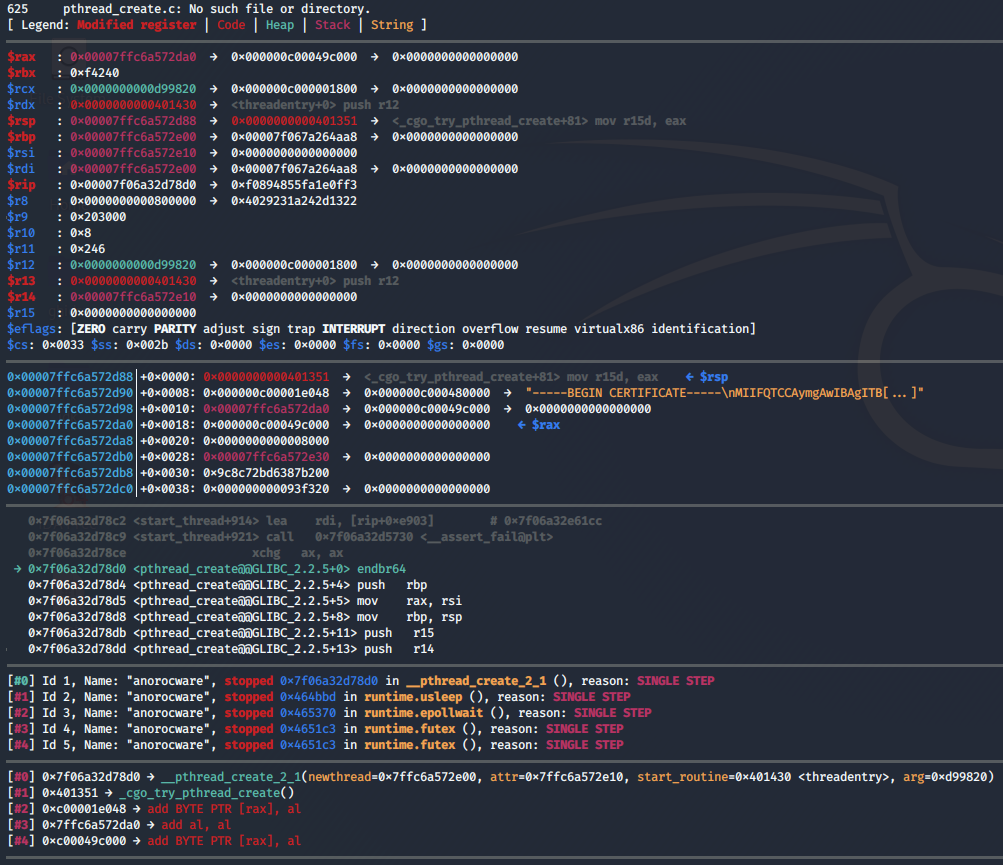 625     pthread_create.c: No such file or directory.
[ Legend: Modified register | Code | Heap | Stack | String ]
$rax   : 0×00007ffc6a572da0  →  0×000000c00049c000  →  0×0000000000000000
$rbx   : 0×f4240
$rcx   : 0×0000000000d99820  →  0×000000c000001800  →  0×0000000000000000
$rdx   : 0×0000000000401430  →  <threadentry+0> push r12
$rsp   : 0×00007ffc6a572d88  →  0×0000000000401351  →  <_cgo_try_pthread_create+81> mov r15d, eax
$rbp   : 0×00007ffc6a572e00  →  0×00007f067a264aa8  →  0×0000000000000000
$rsi   : 0×00007ffc6a572e10  →  0×0000000000000000
$rdi   : 0×00007ffc6a572e00  →  0×00007f067a264aa8  →  0×0000000000000000
$rip   : 0×00007f06a32d78d0  →  0×f0894855fa1e0ff3
$r8    : 0×0000000000800000  →  0×4029231a242d1322
$r9    : 0×203000
$r10   : 0×8
$r11   : 0×246
$r12   : 0×0000000000d99820  →  0×000000c000001800  →  0×0000000000000000
$r13   : 0×0000000000401430  →  <threadentry+0> push r12
$r14   : 0×00007ffc6a572e10  →  0×0000000000000000
$r15   : 0×0000000000000000
$eflags: [ZERO carry PARITY adjust sign trap INTERRUPT direction overflow resume virtualx86 identification]
$cs: 0×0033 $ss: 0×002b $ds: 0×0000 $es: 0×0000 $fs: 0×0000 $gs: 0×0000
0×00007ffc6a572d88│+0×0000: 0×0000000000401351  →  <_cgo_try_pthread_create+81> mov r15d, eax    ← $rsp
0×00007ffc6a572d90│+0×0008: 0×000000c00001e048  →  0×000000c000480000  →  "-----BEGIN CERTIFICATE-----\nMIIFQTCCAymgAwIBAgITB[...]"
0×00007ffc6a572d98│+0×0010: 0×00007ffc6a572da0  →  0×000000c00049c000  →  0×0000000000000000
0×00007ffc6a572da0│+0×0018: 0×000000c00049c000  →  0×0000000000000000    ← $rax
0×00007ffc6a572da8│+0×0020: 0×0000000000008000
0×00007ffc6a572db0│+0×0028: 0×00007ffc6a572e30  →  0×0000000000000000
0×00007ffc6a572db8│+0×0030: 0×9c8c72bd6387b200
0×00007ffc6a572dc0│+0×0038: 0×000000000093f320  →  0×0000000000000000
0×7f06a32d78c2 <start_thread+914> lea    rdi, [rip+0×e903]        # 0×7f06a32e61cc
0×7f06a32d78c9 <start_thread+921> call   0×7f06a32d5730 <__assert_fail@plt>
0×7f06a32d78ce                  xchg   ax, ax
→ 0×7f06a32d78d0 <pthread_create@@GLIBC_2.2.5+0> endbr64
0×7f06a32d78d4 <pthread_create@@GLIBC_2.2.5+4> push   rbp
0×7f06a32d78d5 <pthread_create@@GLIBC_2.2.5+5> mov    rax, rsi
0×7f06a32d78d8 <pthread_create@@GLIBC_2.2.5+8> mov    rbp, rsp
0×7f06a32d78db <pthread_create@@GLIBC_2.2.5+11> push   r15
0×7f06a32d78dd <pthread_create@@GLIBC_2.2.5+13> push   r14
[#0] Id 1, Name: "anorocware", stopped 0×7f06a32d78d0 in __pthread_create_2_1 (), reason: SINGLE STEP
[#1] Id 2, Name: "anorocware", stopped 0×464bbd in runtime.usleep (), reason: SINGLE STEP
[#2] Id 3, Name: "anorocware", stopped 0×465370 in runtime.epollwait (), reason: SINGLE STEP
[#3] Id 4, Name: "anorocware", stopped 0×4651c3 in runtime.futex (), reason: SINGLE STEP
[#4] Id 5, Name: "anorocware", stopped 0×4651c3 in runtime.futex (), reason: SINGLE STEP
[#0] 0×7f06a32d78d0 → __pthread_create_2_1(newthread=0×7ffc6a572e00, attr=0×7ffc6a572e10, start_routine=0×401430 <threadentry>, arg=0×d99820)
[#1] 0×401351 → _cgo_try_pthread_create()
[#2] 0×c00001e048 → add BYTE PTR [rax], al
[#3] 0×7ffc6a572da0 → add al, al
[#4] 0×c00049c000 → add BYTE PTR [rax], al